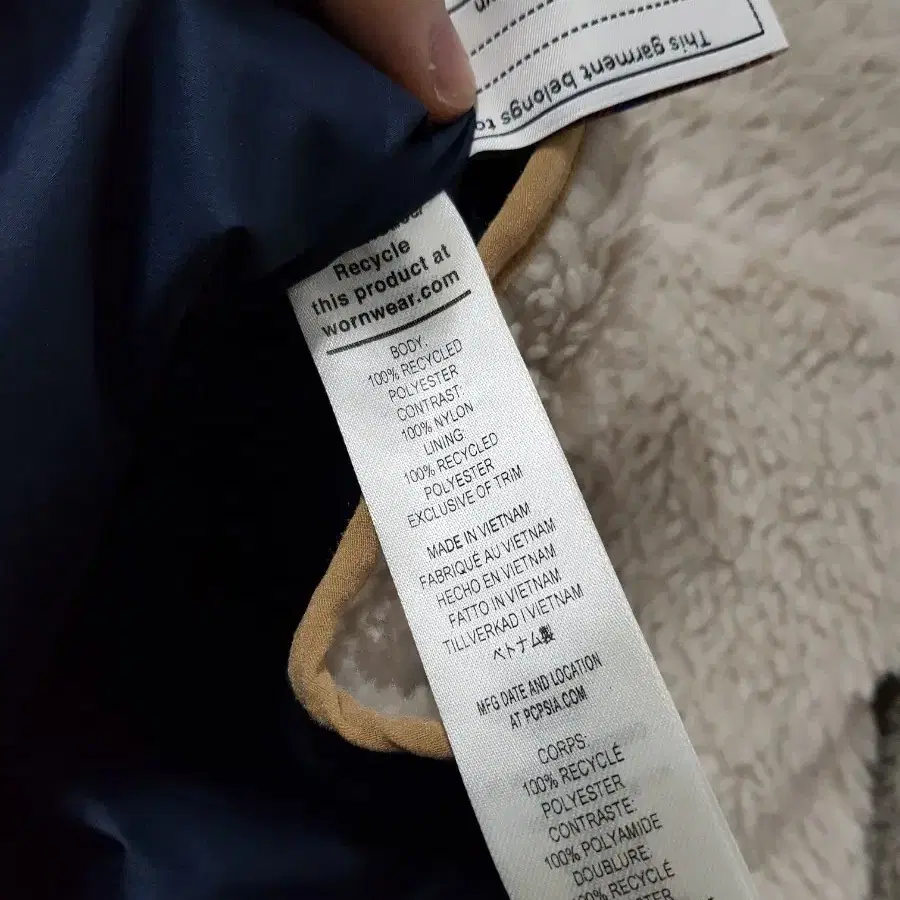 This garment belongs to
Recycle
this product at
wornwear.com
BODY:
100% RECYCLED
POLYESTER
CONTRAST:
100% NYLON
LINING:
100% RECYCLED
POLYESTER
EXCLUSIVE OF TRIM
MADE IN VIETNAM
FABRIQUÉ AU VIETNAM
HECHO EN VIETNAM
FATTO IN VIETNAM
TILLVERKAD I VIETNAM
ベトナム製
MFG DATE AND LOCATION
AT PCPSIA.COM
CORPS:
100% RECYCLÉ
POLYESTER
CONTRASTE:
100% POLYAMIDE
DOUBLURE:
100% RECYCLÉ